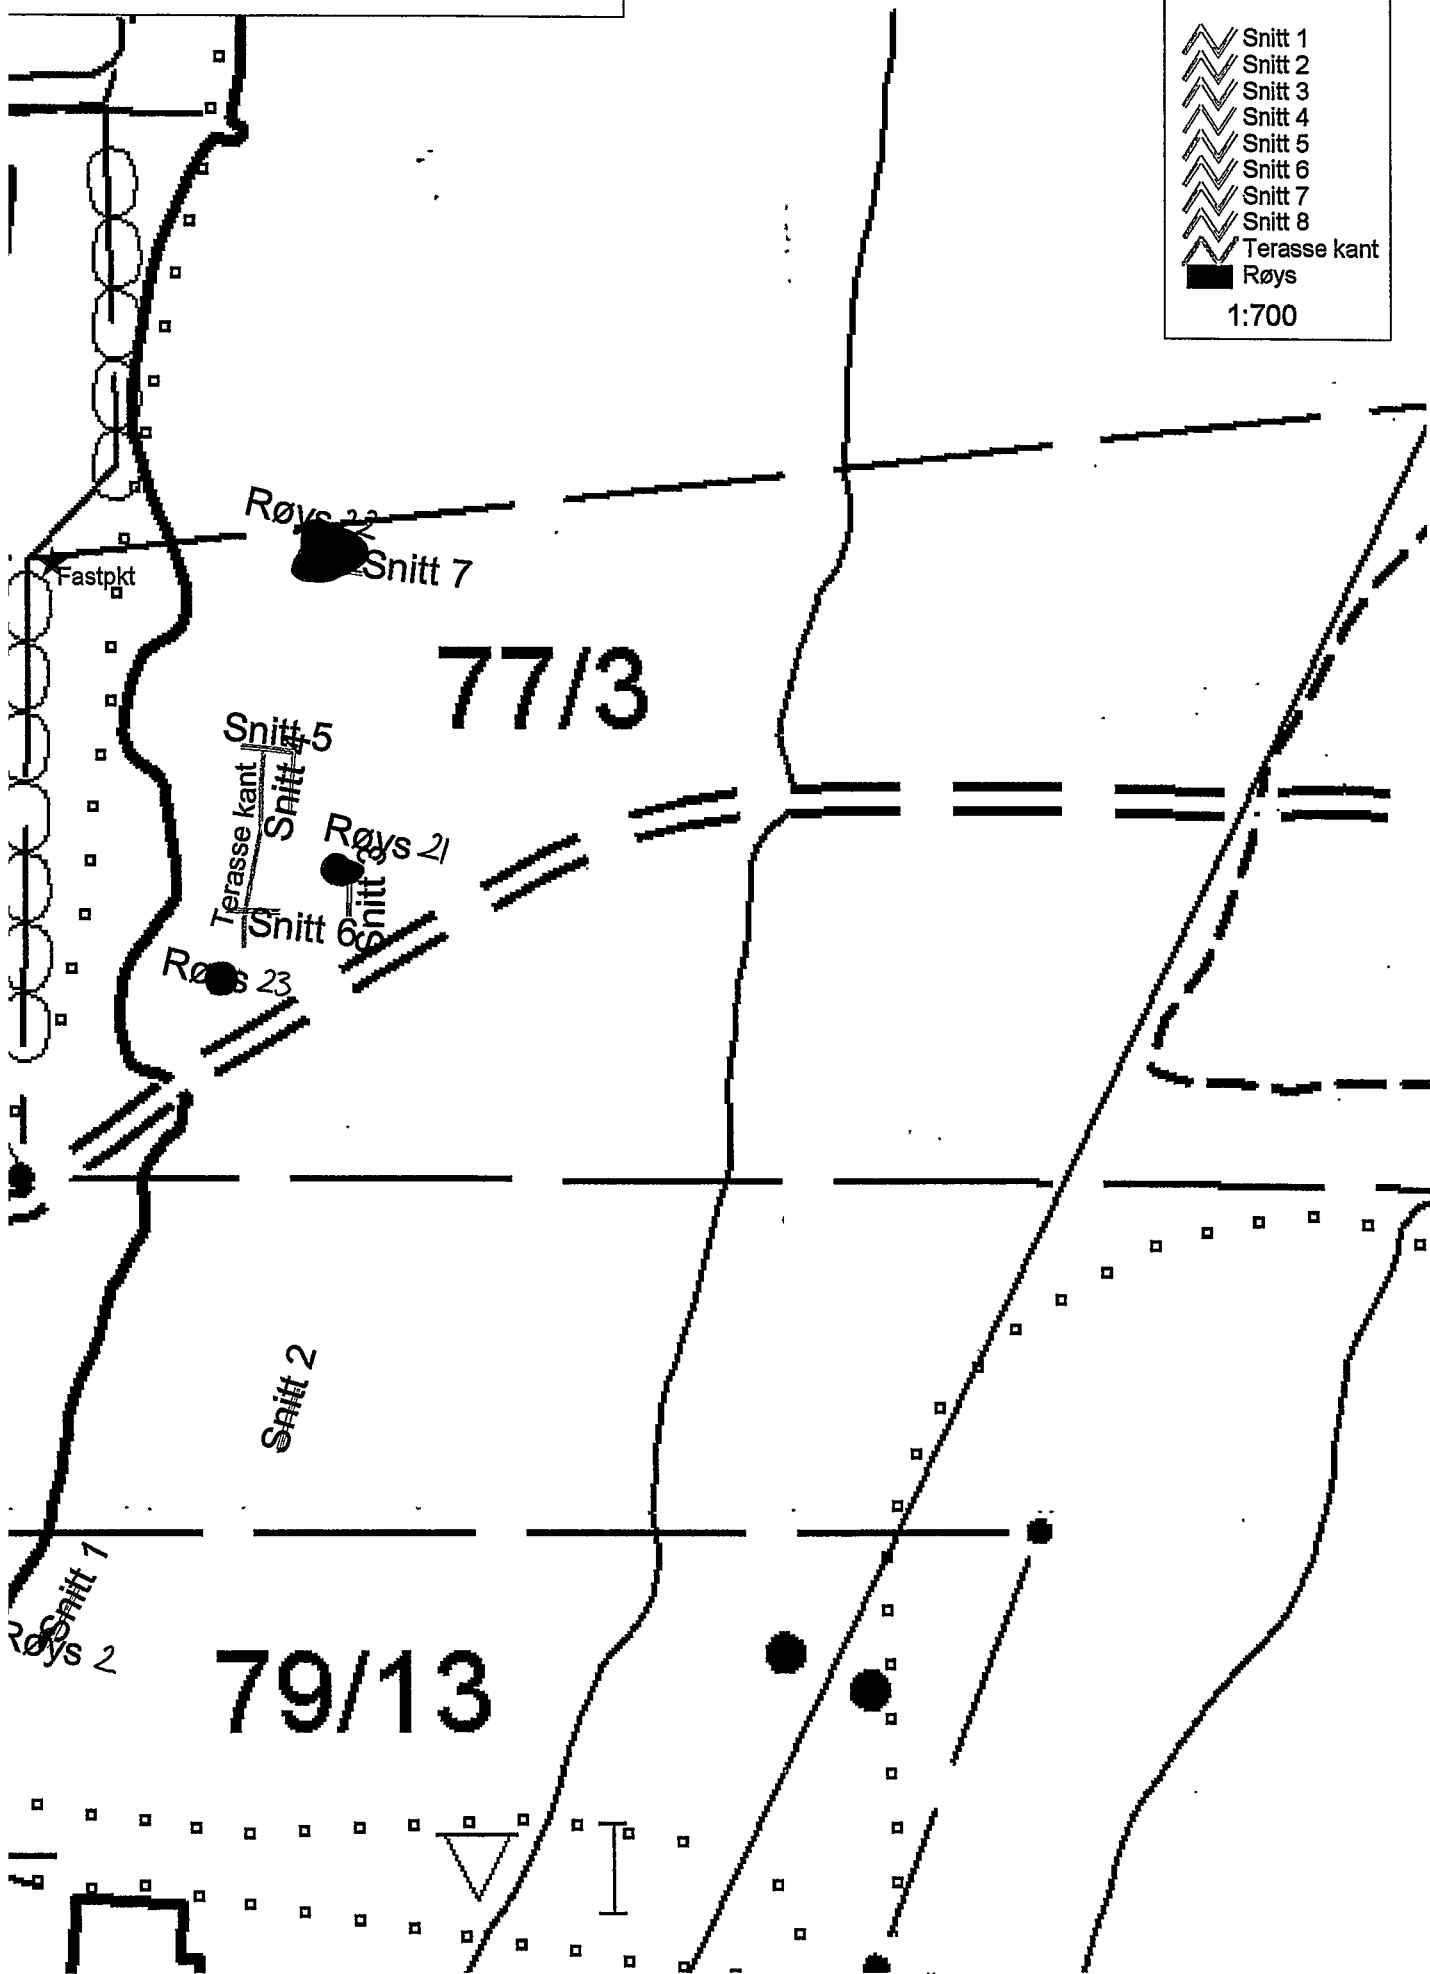 Snitt 1
Snitt 2
Snitt 3
Snitt 4
Snitt 5
Snitt 6
Snitt 7
Snitt 8
Terasse kant
Røys
1:700
Røys 22
Snitt 7
Fastpkt
77/3
Snitt 5
Snitt 4
Terasse kant
Røys 21
Snitt 3
Snitt 6
Røys 23
Snitt 2
Snitt 1
Røys 2
79/13